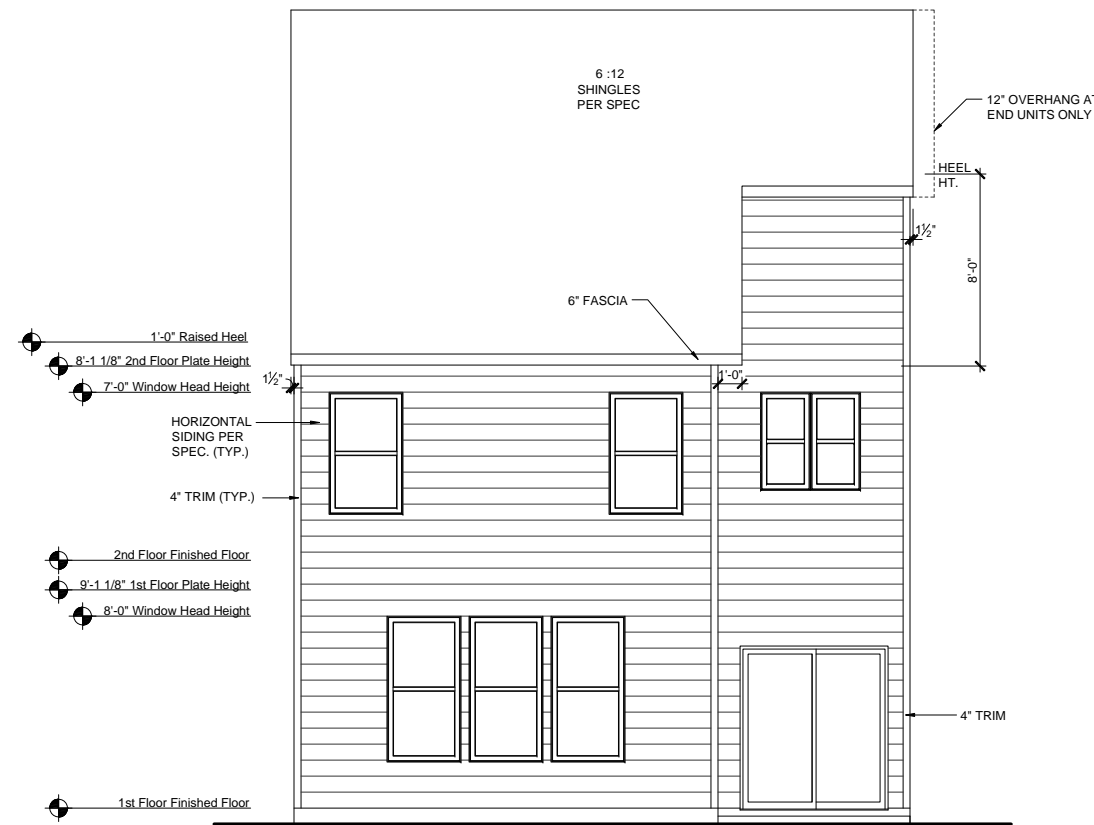 6 :12
SHINGLES
PER SPEC
12" OVERHANG AT
END UNITS ONLY
HEEL
HT.
1½"
8'-0"
6" FASCIA
1'-0" Raised Heel
8'-1 1/8" 2nd Floor Plate Height
7'-0" Window Head Height
1½"
1'-0"
HORIZONTAL
SIDING PER
SPEC. (TYP.)
4" TRIM (TYP.)
2nd Floor Finished Floor
9'-1 1/8" 1st Floor Plate Height
8'-0" Window Head Height
4" TRIM
1st Floor Finished Floor